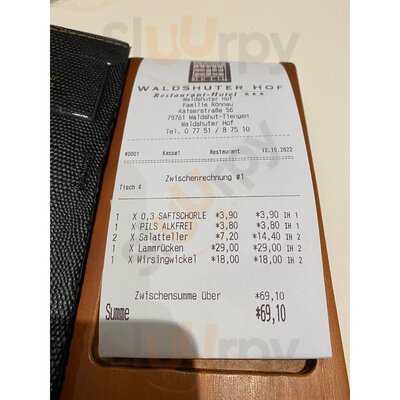 WALDSHUTER HOF
Restaurant-Hotel ***
Waldshuter Hof
Familie Rönnau
Kaiserstraße 56
79761 Waldshut-Tiengen
Waldshuter Hof
Tel. 0 77 51 / 8 75 10
#0001 Kasse1 Restaurant 12.10.2022
Zwischenrechnung #1
Tisch 4
1 X 0,3 SAFTSCHORLE *3,90 *3,90 IH 1
1 X PILS ALKFREI *3,80 *3,80 IH 1
2 X Salatteller *7,20 *14,40 IH 2
1 X Lammrücken *29,00 *29,00 IH 2
1 X Wirsingwickel *18,00 *18,00 IH 2
Zwischensumme über *69,10
Summe *69,10
Sluurpy